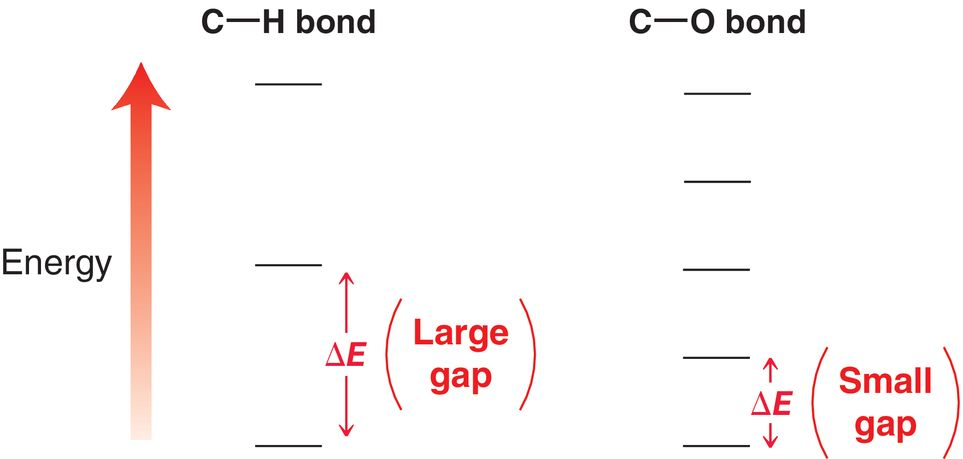 C—H bond
C—O bond
Energy
ΔE
Large
gap
ΔE
Small
gap